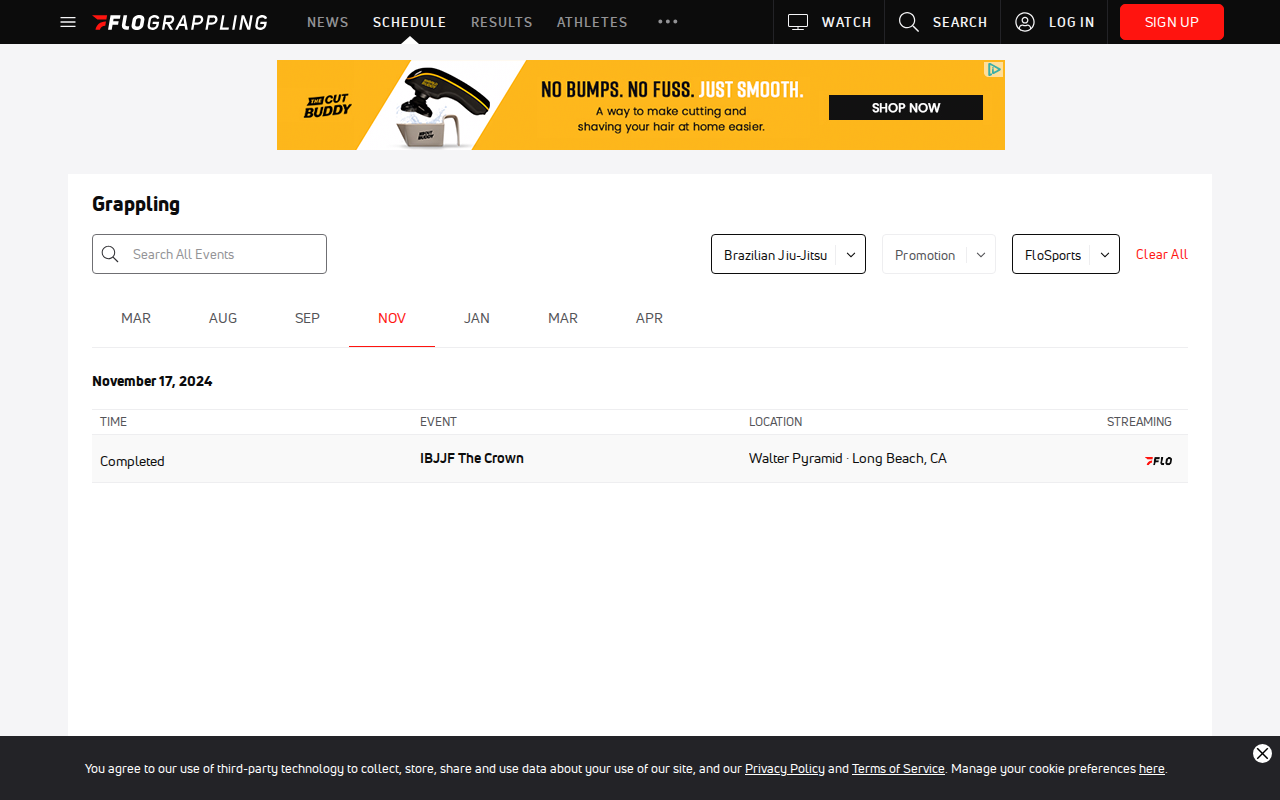 FLOGRAPPLING NEWS SCHEDULE RESULTS ATHLETES ••• WATCH SEARCH LOG IN SIGN UP
THE CUT BUDDY
NO BUMPS. NO FUSS. JUST SMOOTH.
A way to make cutting and
shaving your hair at home easier.
SHOP NOW
Grappling
Search All Events Brazilian Jiu-Jitsu Promotion FloSports Clear All
MAR AUG SEP NOV JAN MAR APR
November 17, 2024
TIME EVENT LOCATION STREAMING
Completed IBJJF The Crown Walter Pyramid · Long Beach, CA FLO
You agree to our use of third-party technology to collect, store, share and use data about your use of our site, and our Privacy Policy and Terms of Service. Manage your cookie preferences here.